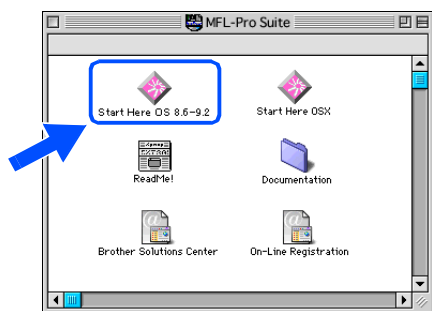 MFL-Pro Suite
Start Here OS 8.6-9.2
Start Here OSX
EXTRA!
ReadMe!
Documentation
Brother Solutions Center
On-Line Registration